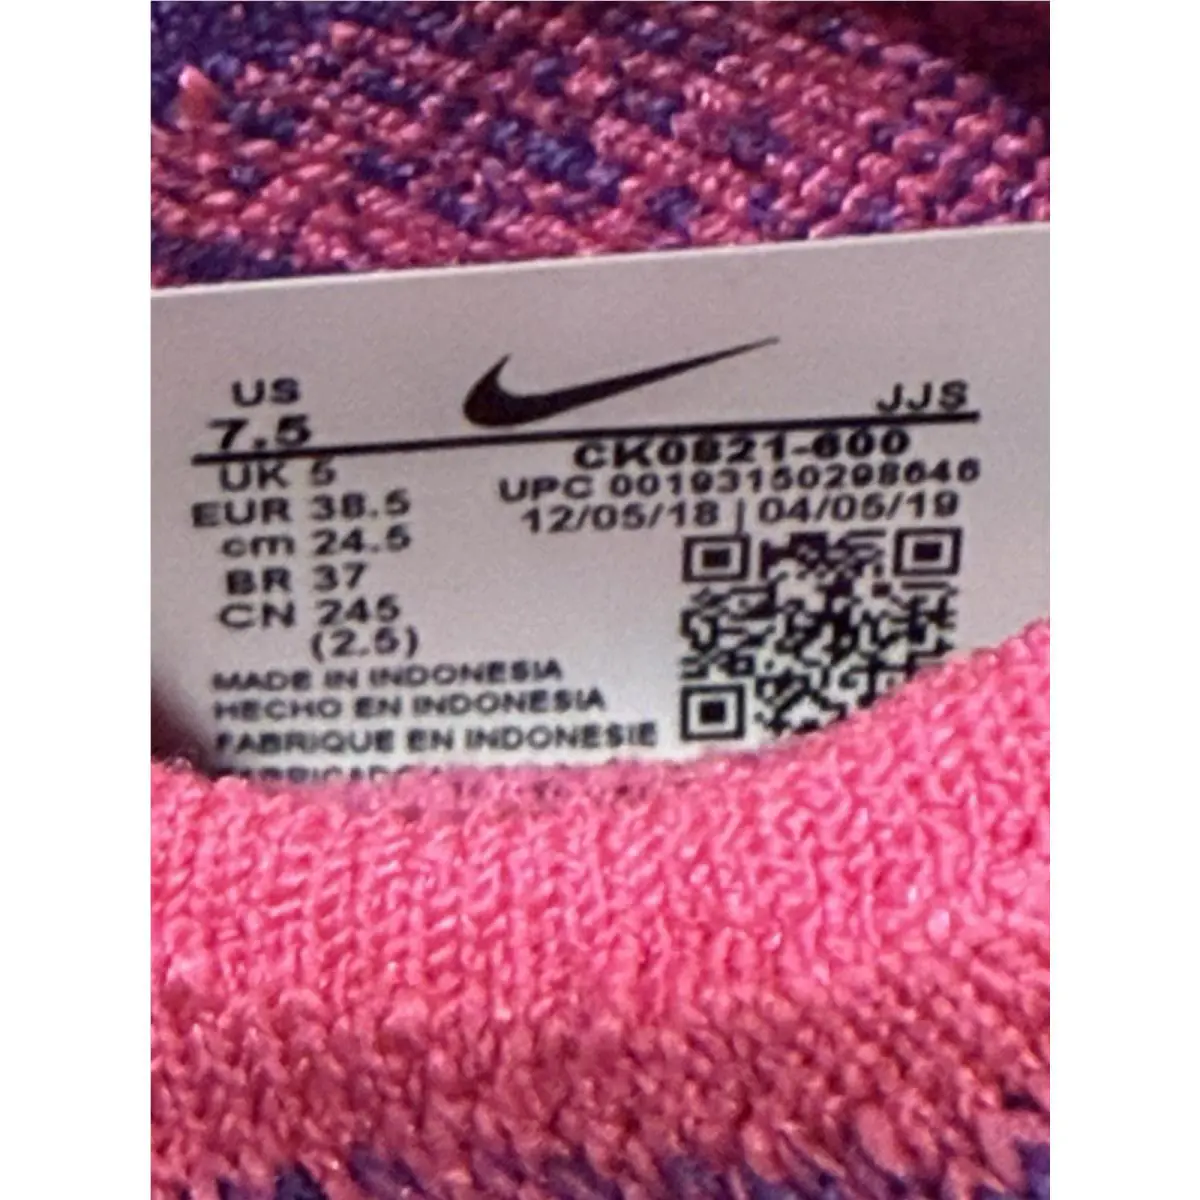 US
7.5
UK 5
EUR 38.5
cm 24.5
BR 37
CN 245
(2.5)
MADE IN INDONESIA
HECHO EN INDONESIA
FABRIQUE EN INDONESIE
JJS
CK0821-600
UPC 00193150298646
12/05/18 | 04/05/19